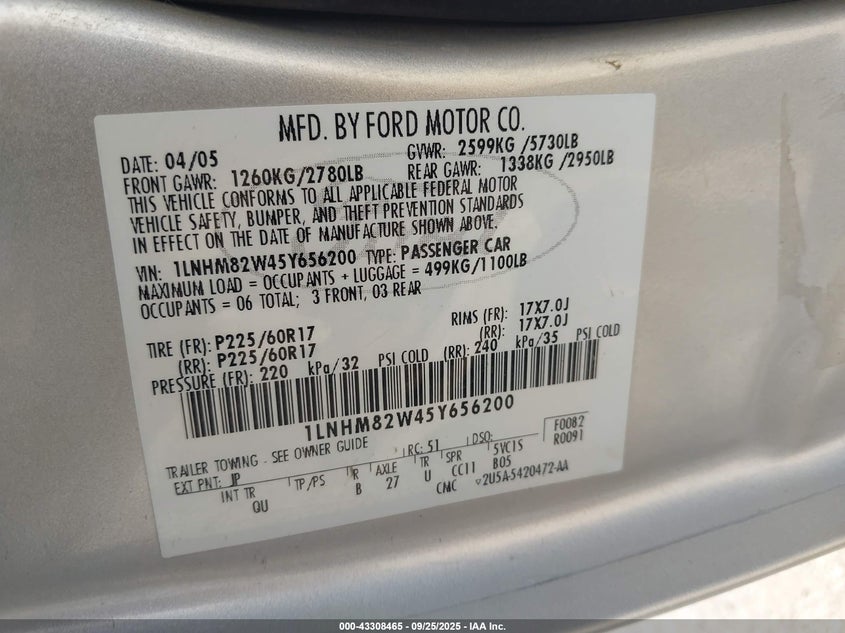 MFD. BY FORD MOTOR CO.
DATE: 04/05 GVWR: 2599KG /5730LB
FRONT GAWR: 1260KG/2780LB REAR GAWR: 1338KG /2950LB
THIS VEHICLE CONFORMS TO ALL APPLICABLE FEDERAL MOTOR
VEHICLE SAFETY, BUMPER, AND THEFT PREVENTION STANDARDS
IN EFFECT ON THE DATE OF MANUFACTURE SHOWN ABOVE.
VIN: 1LNHM82W45Y656200 TYPE: PASSENGER CAR
MAXIMUM LOAD = OCCUPANTS + LUGGAGE = 499KG/1100LB
OCCUPANTS = 06 TOTAL; 3 FRONT, 03 REAR
TIRE (FR): P225/60R17 RIMS (FR): 17X7.0J
(RR): P225/60R17 (RR): 17X7.0J
PRESSURE (FR): 220 kPa/32 PSI COLD (RR): 240 kPa/35 PSI COLD
1LNHM82W45Y656200
TRAILER TOWING - SEE OWNER GUIDE RC: 51 DSO: F0082
EXT PNT: JP 5VC15 R0091
INT TR TP/PS R AXLE TR SPR B05
QU B 27 U CC11
CMC V2U5A-5420472-AA
000-43308465 - 09/25/2025 - IAA Inc.